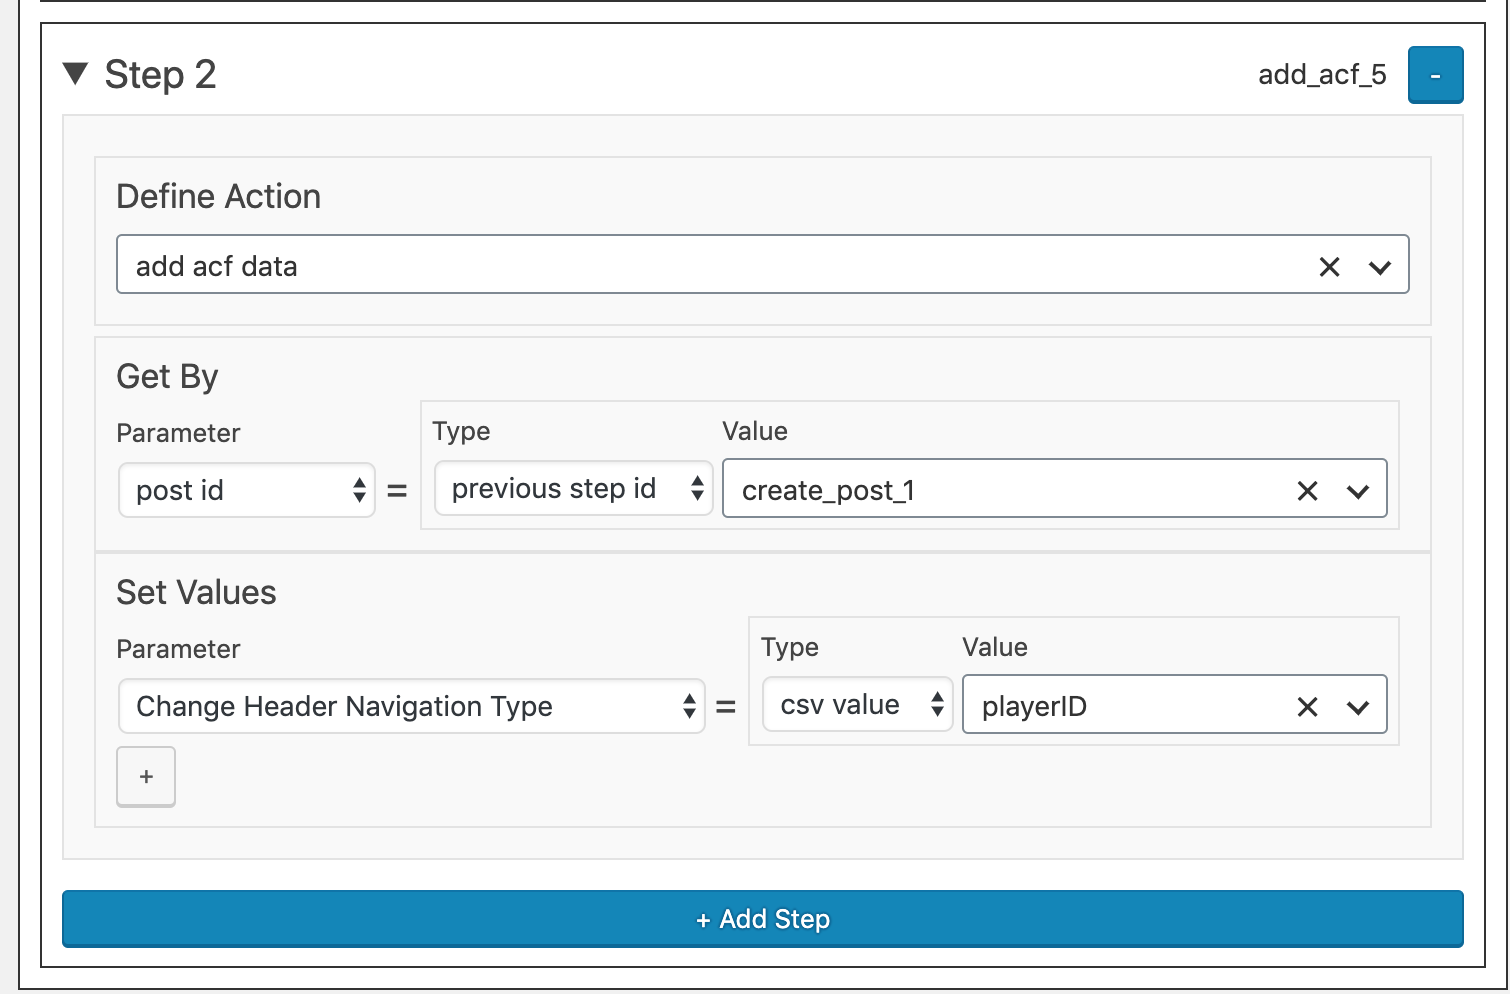 Step 2 add_acf_5 -
Define Action
add acf data
Get By
Parameter Type Value
post id = previous step id create_post_1
Set Values
Parameter Type Value
Change Header Navigation Type = csv value playerID
+
+ Add Step